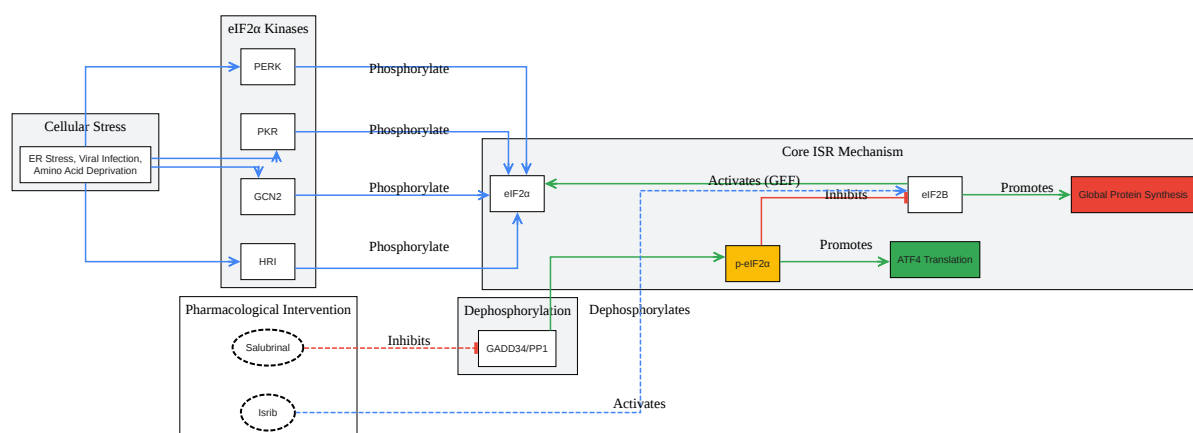 eIF2α Kinases
PERK
Phosphorylate
Cellular Stress
ER Stress, Viral Infection,
Amino Acid Deprivation
PKR
Phosphorylate
Core ISR Mechanism
GCN2
Phosphorylate
eIF2α
Activates (GEF)
Inhibits
eIF2B
Promotes
Global Protein Synthesis
HRI
Phosphorylate
p-eIF2α
Promotes
ATF4 Translation
Pharmacological Intervention
Dephosphorylation
Dephosphorylates
Salubrinal
Inhibits
GADD34/PP1
Isrib
Activates